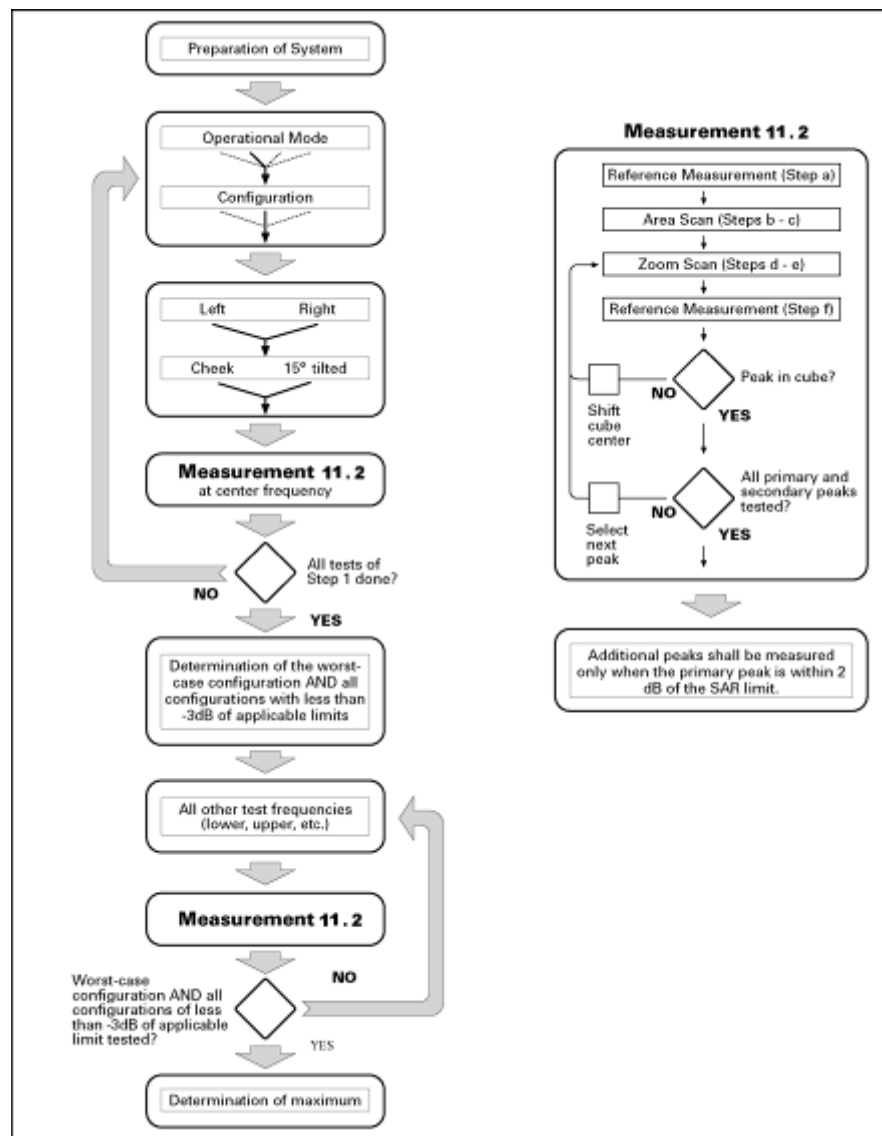 Preparation of System
Operational Mode
Configuration
Left Right
Cheek 15° tilted
Measurement 11.2
at center frequency
All tests of
Step 1 done?
NO
YES
Determination of the worst-
case configuration AND all
configurations with less than
-3dB of applicable limits
All other test frequencies
(lower, upper, etc.)
Measurement 11.2
NO
Worst-case
configuration AND all
configurations of less
than -3dB of applicable
limit tested?
YES
Determination of maximum
Measurement 11.2
Reference Measurement (Step a)
Area Scan (Steps b - c)
Zoom Scan (Steps d - e)
Reference Measurement (Step f)
Peak in cube?
NO
YES
Shift
cube
center
All primary and
secondary peaks
tested?
NO
YES
Select
next
peak
Additional peaks shall be measured
only when the primary peak is within 2
dB of the SAR limit.